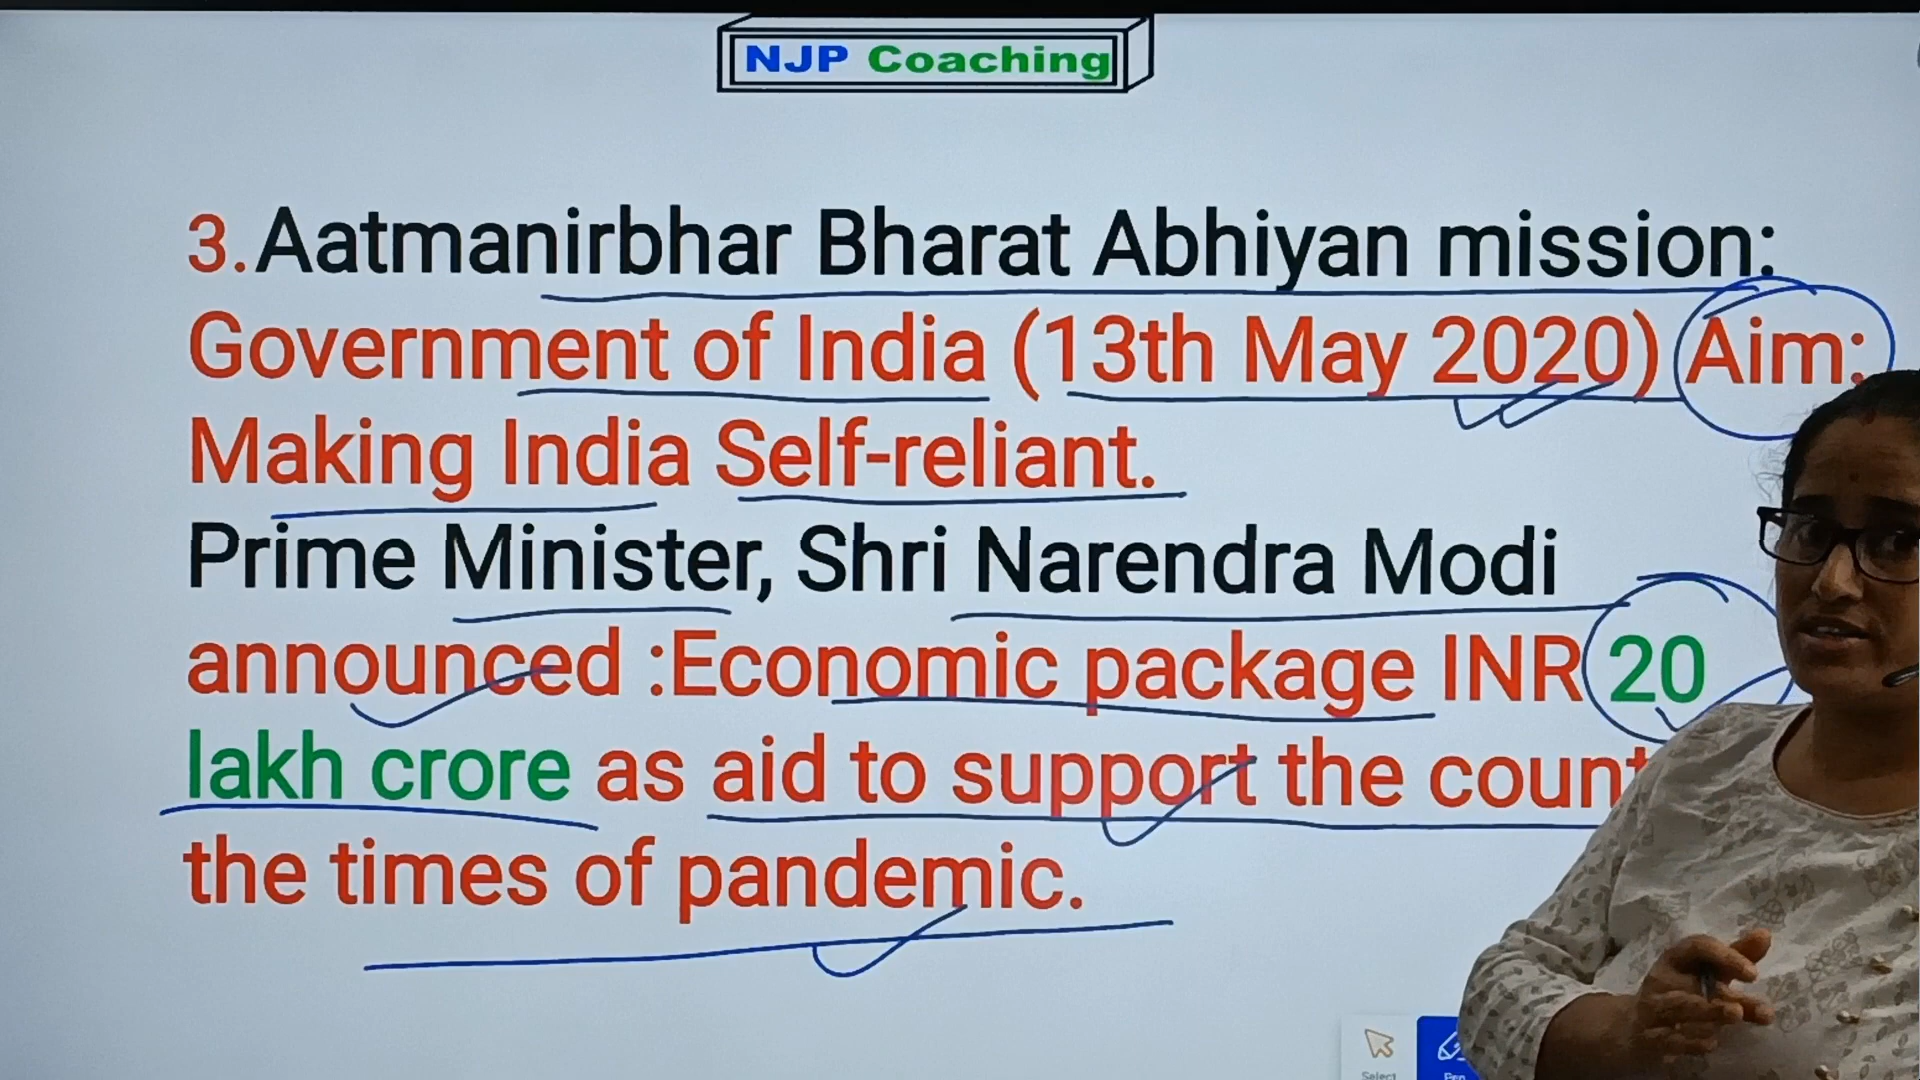 NJP Coaching
3.Aatmanirbhar Bharat Abhiyan mission:
Government of India (13th May 2020) Aim:
Making India Self-reliant.
Prime Minister, Shri Narendra Modi
announced :Economic package INR 20
lakh crore as aid to support the
the times of pandemic.
Select
Pen